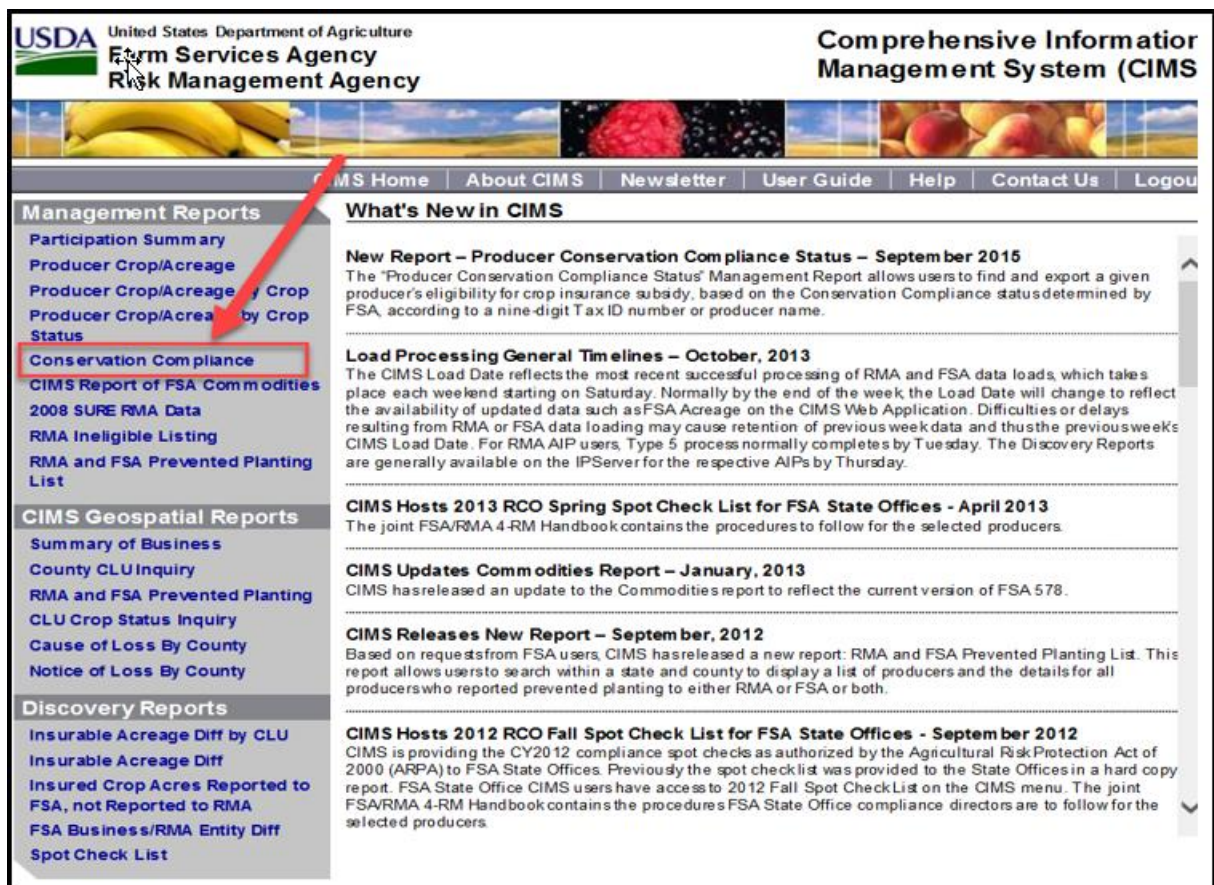 USDA
United States Department of Agriculture
Farm Services Agency
Risk Management Agency
Comprehensive Information
Management System (CIMS
CIMS Home | About CIMS | Newsletter | User Guide | Help | Contact Us | Logou
Management Reports
Participation Summary
Producer Crop/Acreage
Producer Crop/Acreage by Crop
Producer Crop/Acreage by Crop
Status
Conservation Compliance
CIMS Report of FSA Commodities
2008 SURE RMA Data
RMA Ineligible Listing
RMA and FSA Prevented Planting
List
CIMS Geospatial Reports
Summary of Business
County CLU Inquiry
RMA and FSA Prevented Planting
CLU Crop Status Inquiry
Cause of Loss By County
Notice of Loss By County
Discovery Reports
Insurable Acreage Diff by CLU
Insurable Acreage Diff
Insured Crop Acres Reported to
FSA, not Reported to RMA
FSA Business/RMA Entity Diff
Spot Check List
What's New in CIMS
New Report – Producer Conservation Compliance Status – September 2015
The "Producer Conservation Compliance Status" Management Report allows users to find and export a given
producer's eligibility for crop insurance subsidy, based on the Conservation Compliance status determined by
FSA, according to a nine-digit Tax ID number or producer name.
Load Processing General Timelines – October, 2013
The CIMS Load Date reflects the most recent successful processing of RMA and FSA data loads, which takes
place each weekend starting on Saturday. Normally by the end of the week, the Load Date will change to reflect
the availability of updated data such as FSA Acreage on the CIMS Web Application. Difficulties or delays
resulting from RMA or FSA data loading may cause retention of previous week data and thus the previous week's
CIMS Load Date. For RMA AIP users, Type 5 process normally completes by Tuesday. The Discovery Reports
are generally available on the IPServer for the respective AIPs by Thursday.
CIMS Hosts 2013 RCO Spring Spot Check List for FSA State Offices - April 2013
The joint FSA/RMA 4-RM Handbook contains the procedures to follow for the selected producers.
CIMS Updates Commodities Report – January, 2013
CIMS has released an update to the Commodities report to reflect the current version of FSA 578.
CIMS Releases New Report – September, 2012
Based on requests from FSA users, CIMS has released a new report: RMA and FSA Prevented Planting List. This
report allows users to search within a state and county to display a list of producers and the details for all
producers who reported prevented planting to either RMA or FSA or both.
CIMS Hosts 2012 RCO Fall Spot Check List for FSA State Offices - September 2012
CIMS is providing the CY2012 compliance spot checks as authorized by the Agricultural Risk Protection Act of
2000 (ARPA) to FSA State Offices. Previously the spot check list was provided to the State Offices in a hard copy
report. FSA State Office CIMS users have access to 2012 Fall Spot Check List on the CIMS menu. The joint
FSA/RMA 4-RM Handbook contains the procedures FSA State Office compliance directors are to follow for the
selected producers.